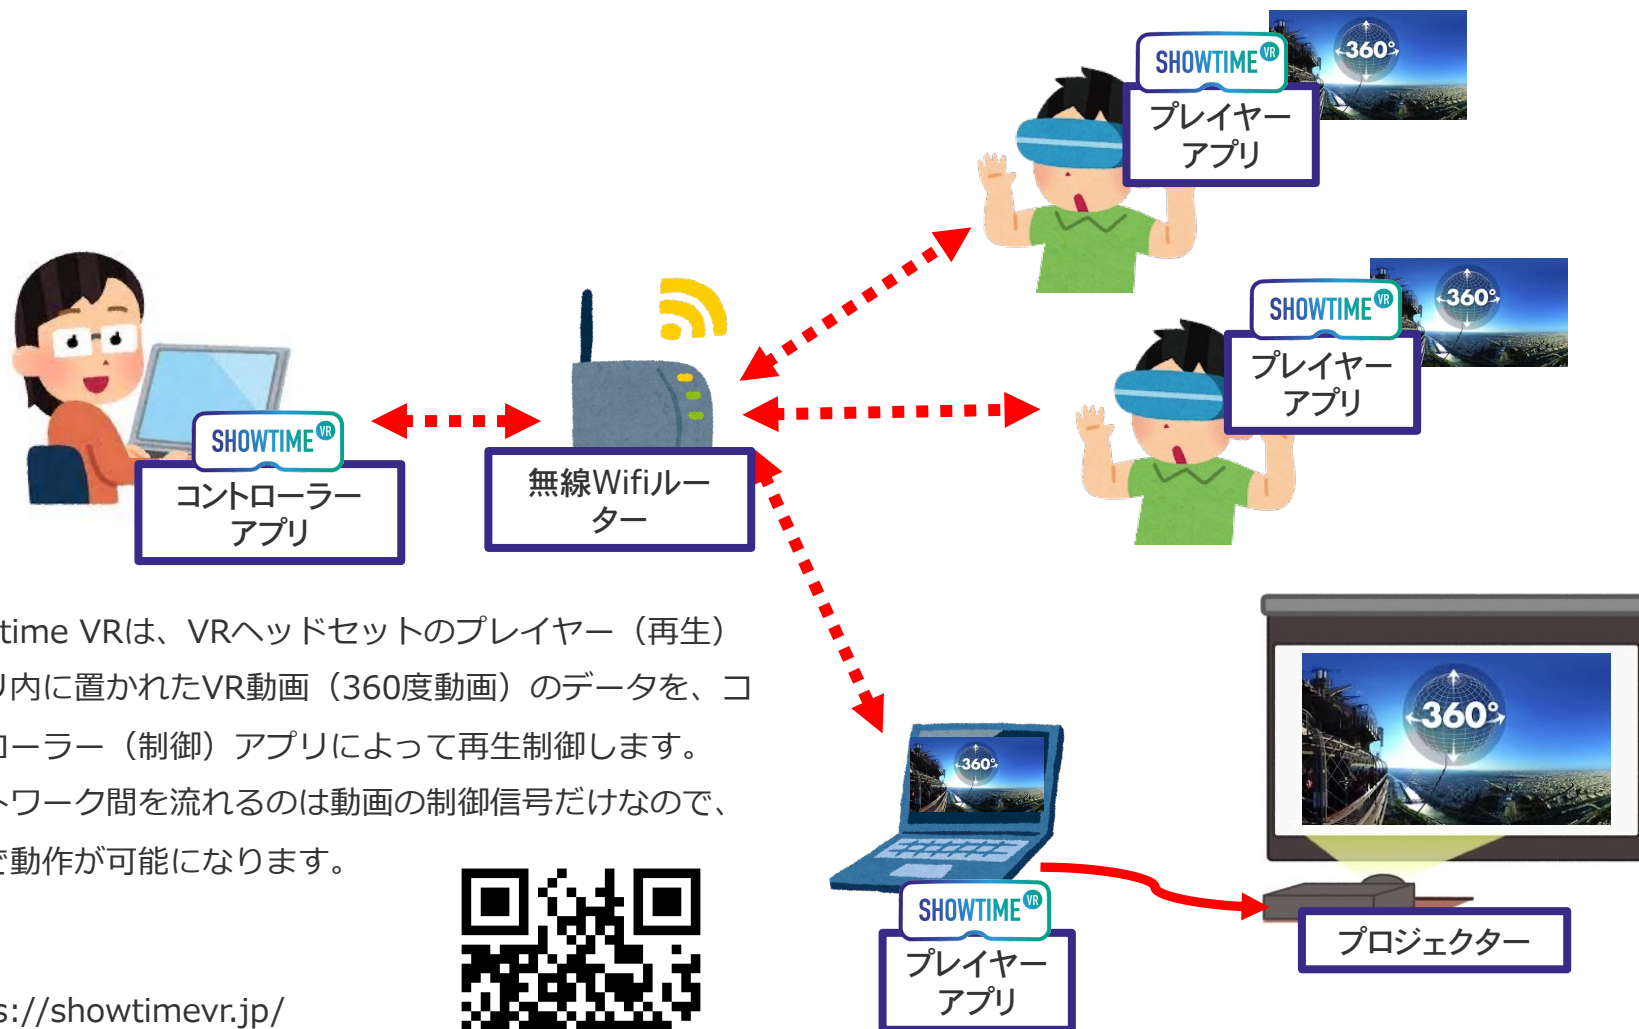 SHOWTIME VR
プレイヤー
アプリ
360°
SHOWTIME VR
プレイヤー
アプリ
360°
SHOWTIME VR
コントローラー
アプリ
無線Wifiルー
ター
time VRは、VRヘッドセットのプレイヤー（再生）
リ内に置かれたVR動画（360度動画）のデータを、コ
ローラー（制御）アプリによって再生制御します。
トワーク間を流れるのは動画の制御信号だけなので、
で動作が可能になります。
s://showtimevr.jp/
360°
SHOWTIME VR
プレイヤー
アプリ
360°
プロジェクター